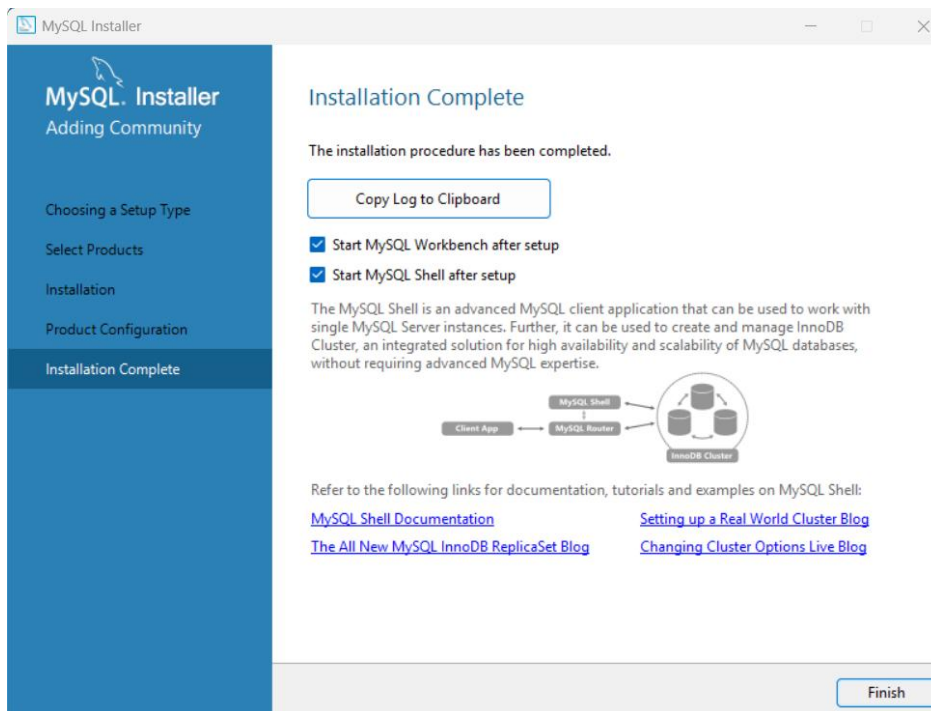 MySQL Installer
MySQL. Installer
Adding Community
Choosing a Setup Type
Select Products
Installation
Product Configuration
Installation Complete
Installation Complete
The installation procedure has been completed.
Copy Log to Clipboard
Start MySQL Workbench after setup
Start MySQL Shell after setup
The MySQL Shell is an advanced MySQL client application that can be used to work with
single MySQL Server instances. Further, it can be used to create and manage InnoDB
Cluster, an integrated solution for high availability and scalability of MySQL databases,
without requiring advanced MySQL expertise.
MySQL Shell
Client App
MySQL Router
InnoDB Cluster
Refer to the following links for documentation, tutorials and examples on MySQL Shell:
MySQL Shell Documentation
Setting up a Real World Cluster Blog
The All New MySQL InnoDB ReplicaSet Blog
Changing Cluster Options Live Blog
Finish